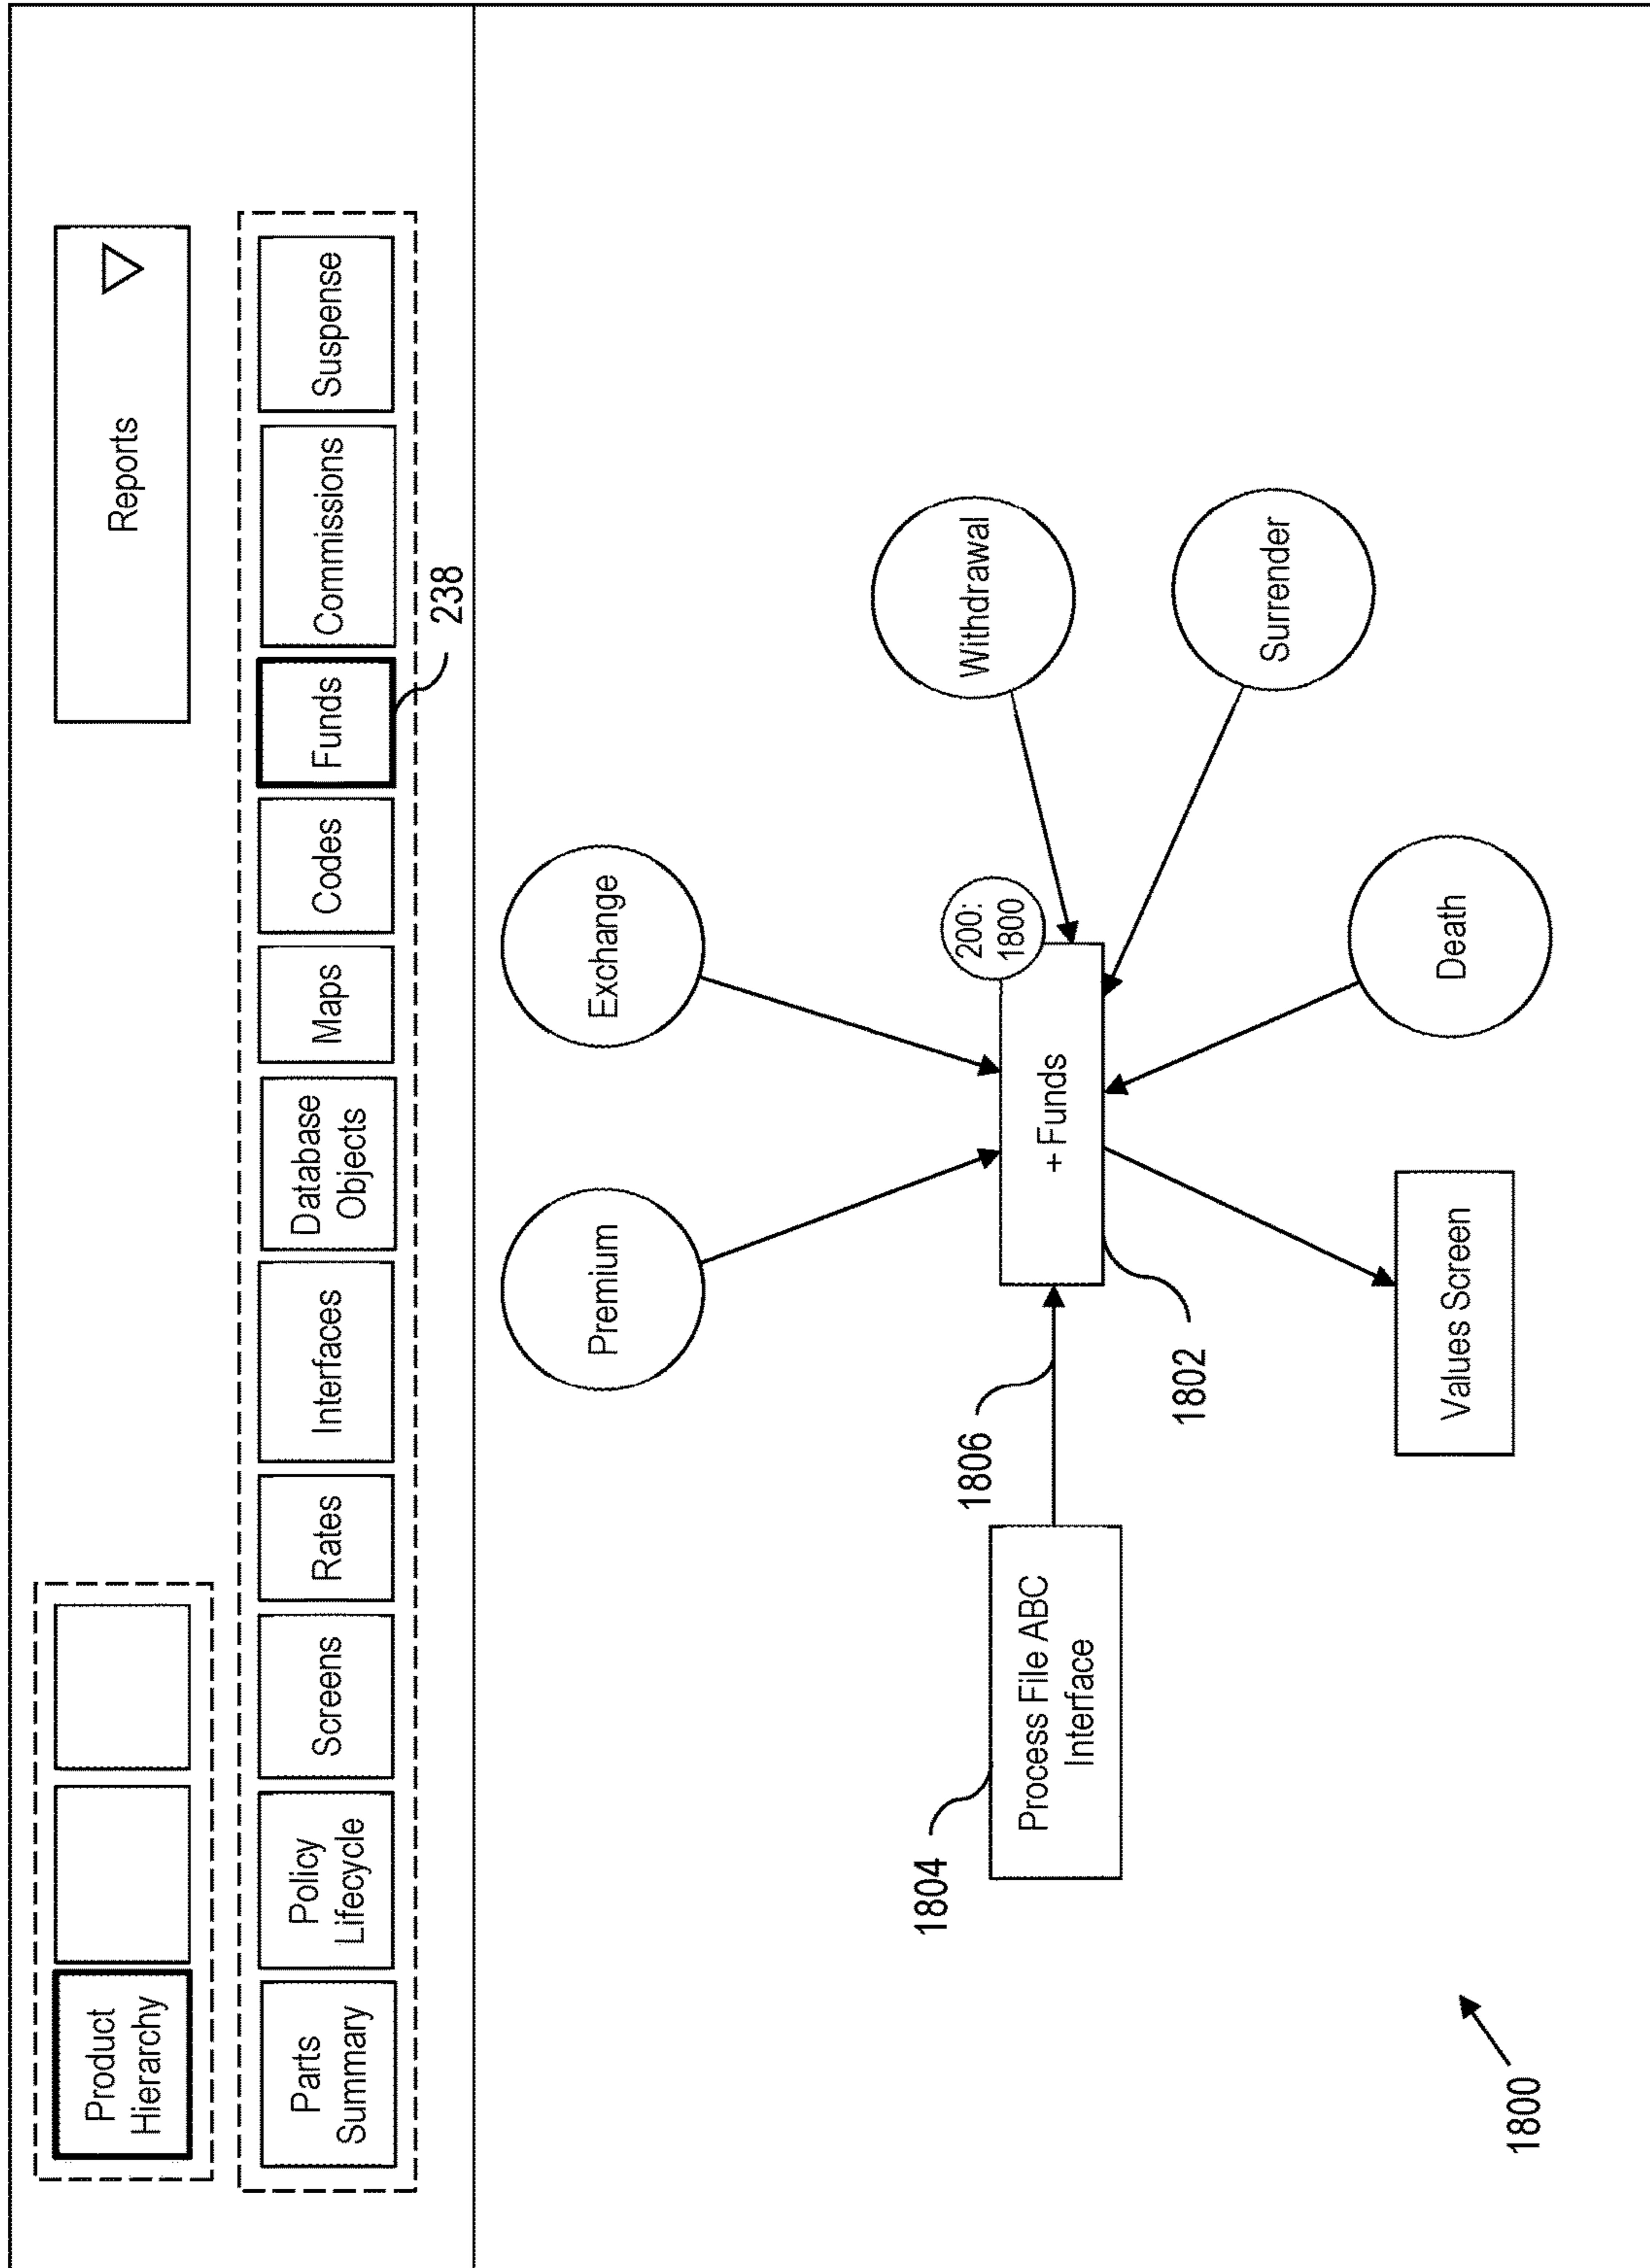 Product
Hierarchy
Reports
Parts
Summary
Policy
Lifecycle
Screens
Rates
Interfaces
Database
Objects
Maps
Codes
Funds
Commissions
Suspense
238
Premium
Exchange
Withdrawal
Surrender
Death
200:
1800
+ Funds
1802
1804
Process File ABC
Interface
1806
Values Screen
1800